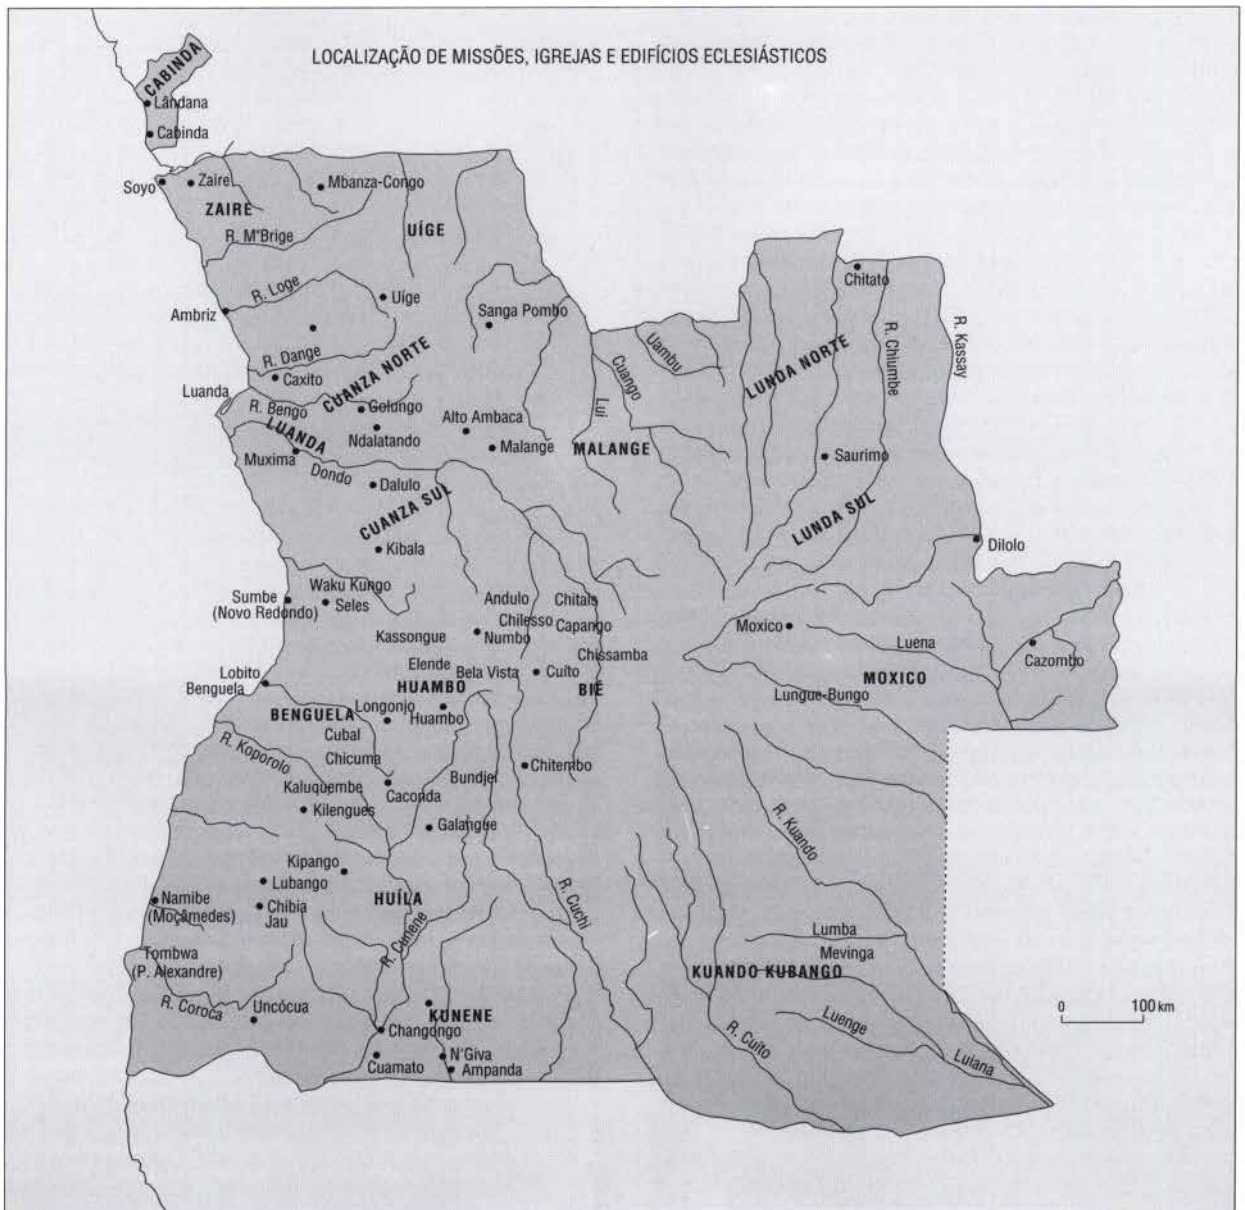 LOCALIZAÇÃO DE MISSÕES, IGREJAS E EDIFÍCIOS ECLESIÁSTICOS
CABINDA
Lândana
Cabinda
Soyo
Zaire
Mbanza-Congo
ZAIRE
R. M'Brige
UÍGE
Chitato
R. Loge
Uíge
Ambriz
Sanga Pombo
R. Kassay
R. Chiumbe
R. Dange
CUANZA NORTE
Uambu
Cuango
LUNDA NORTE
Caxito
Luanda
R. Bengo
Golungo
Lui
Alto Ambaca
LUANDA
Ndalatando
Malange
MALANGE
Muxima
Saurimo
Dondo
Dalulo
CUANZA SUL
LUNDA SUL
Kibala
Dilolo
Waku Kungo
Sumbe
(Novo Redondo)
Seles
Andulo
Chitals
Chilesso
Capango
Moxico
Kassongue
Numbo
Luena
Chissamba
Cazombo
Elende
Bela Vista
Cuíto
Lobito
Benguela
HUAMBO
BIÉ
MOXICO
Lungue-Bungo
Longonjo
BENGUELA
Huambo
Cubal
R. Koporolo
Chicuma
Bundjei
Chitembo
Kaluquembe
Caconda
Kilengues
Galangue
R. Kuando
Kipango
Lubango
Namibe
(Moçâmedes)
Chibia
Jau
HUÍLA
R. Cuchi
R. Cunene
Lumba
Tombwa
(P. Alexandre)
Mevinga
KUANDO KUBANGO
R. Coroca
Uncócua
KUNENE
Luenge
0 100 km
Changongo
R. Cuíto
Cuamato
N'Giva
Ampanda
Luiana